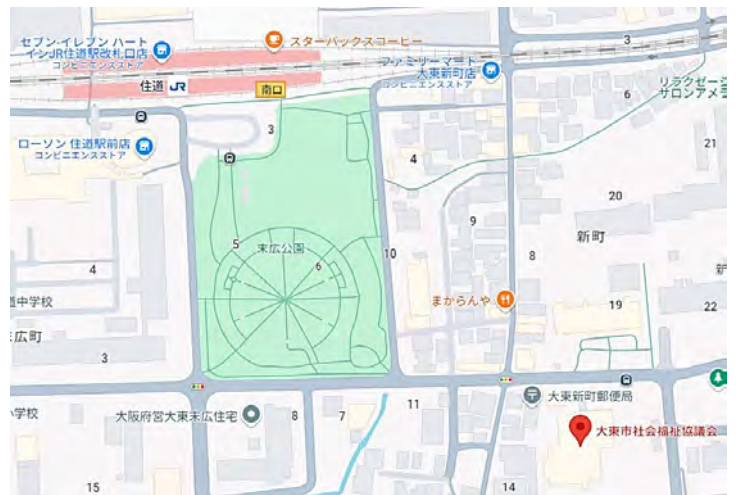 セブン-イレブン ハート
インJR住道駅改札口店
コンビニエンスストア
スターバックスコーヒー
3
ファミリーマート
大東新町店
コンビニエンスストア
住道 JR
南口
6
リラクゼーシ
サロンアメ
3
ローソン 住道駅前店
コンビニエンスストア
4
21
20
9
新町
5
末広公園
6
10
8
4
道中学校
まからんや
19
22
広町
3
大東新町郵便局
小学校
大阪府営大東末広住宅
8
7
11
大東市社会福祉協議会
15
14